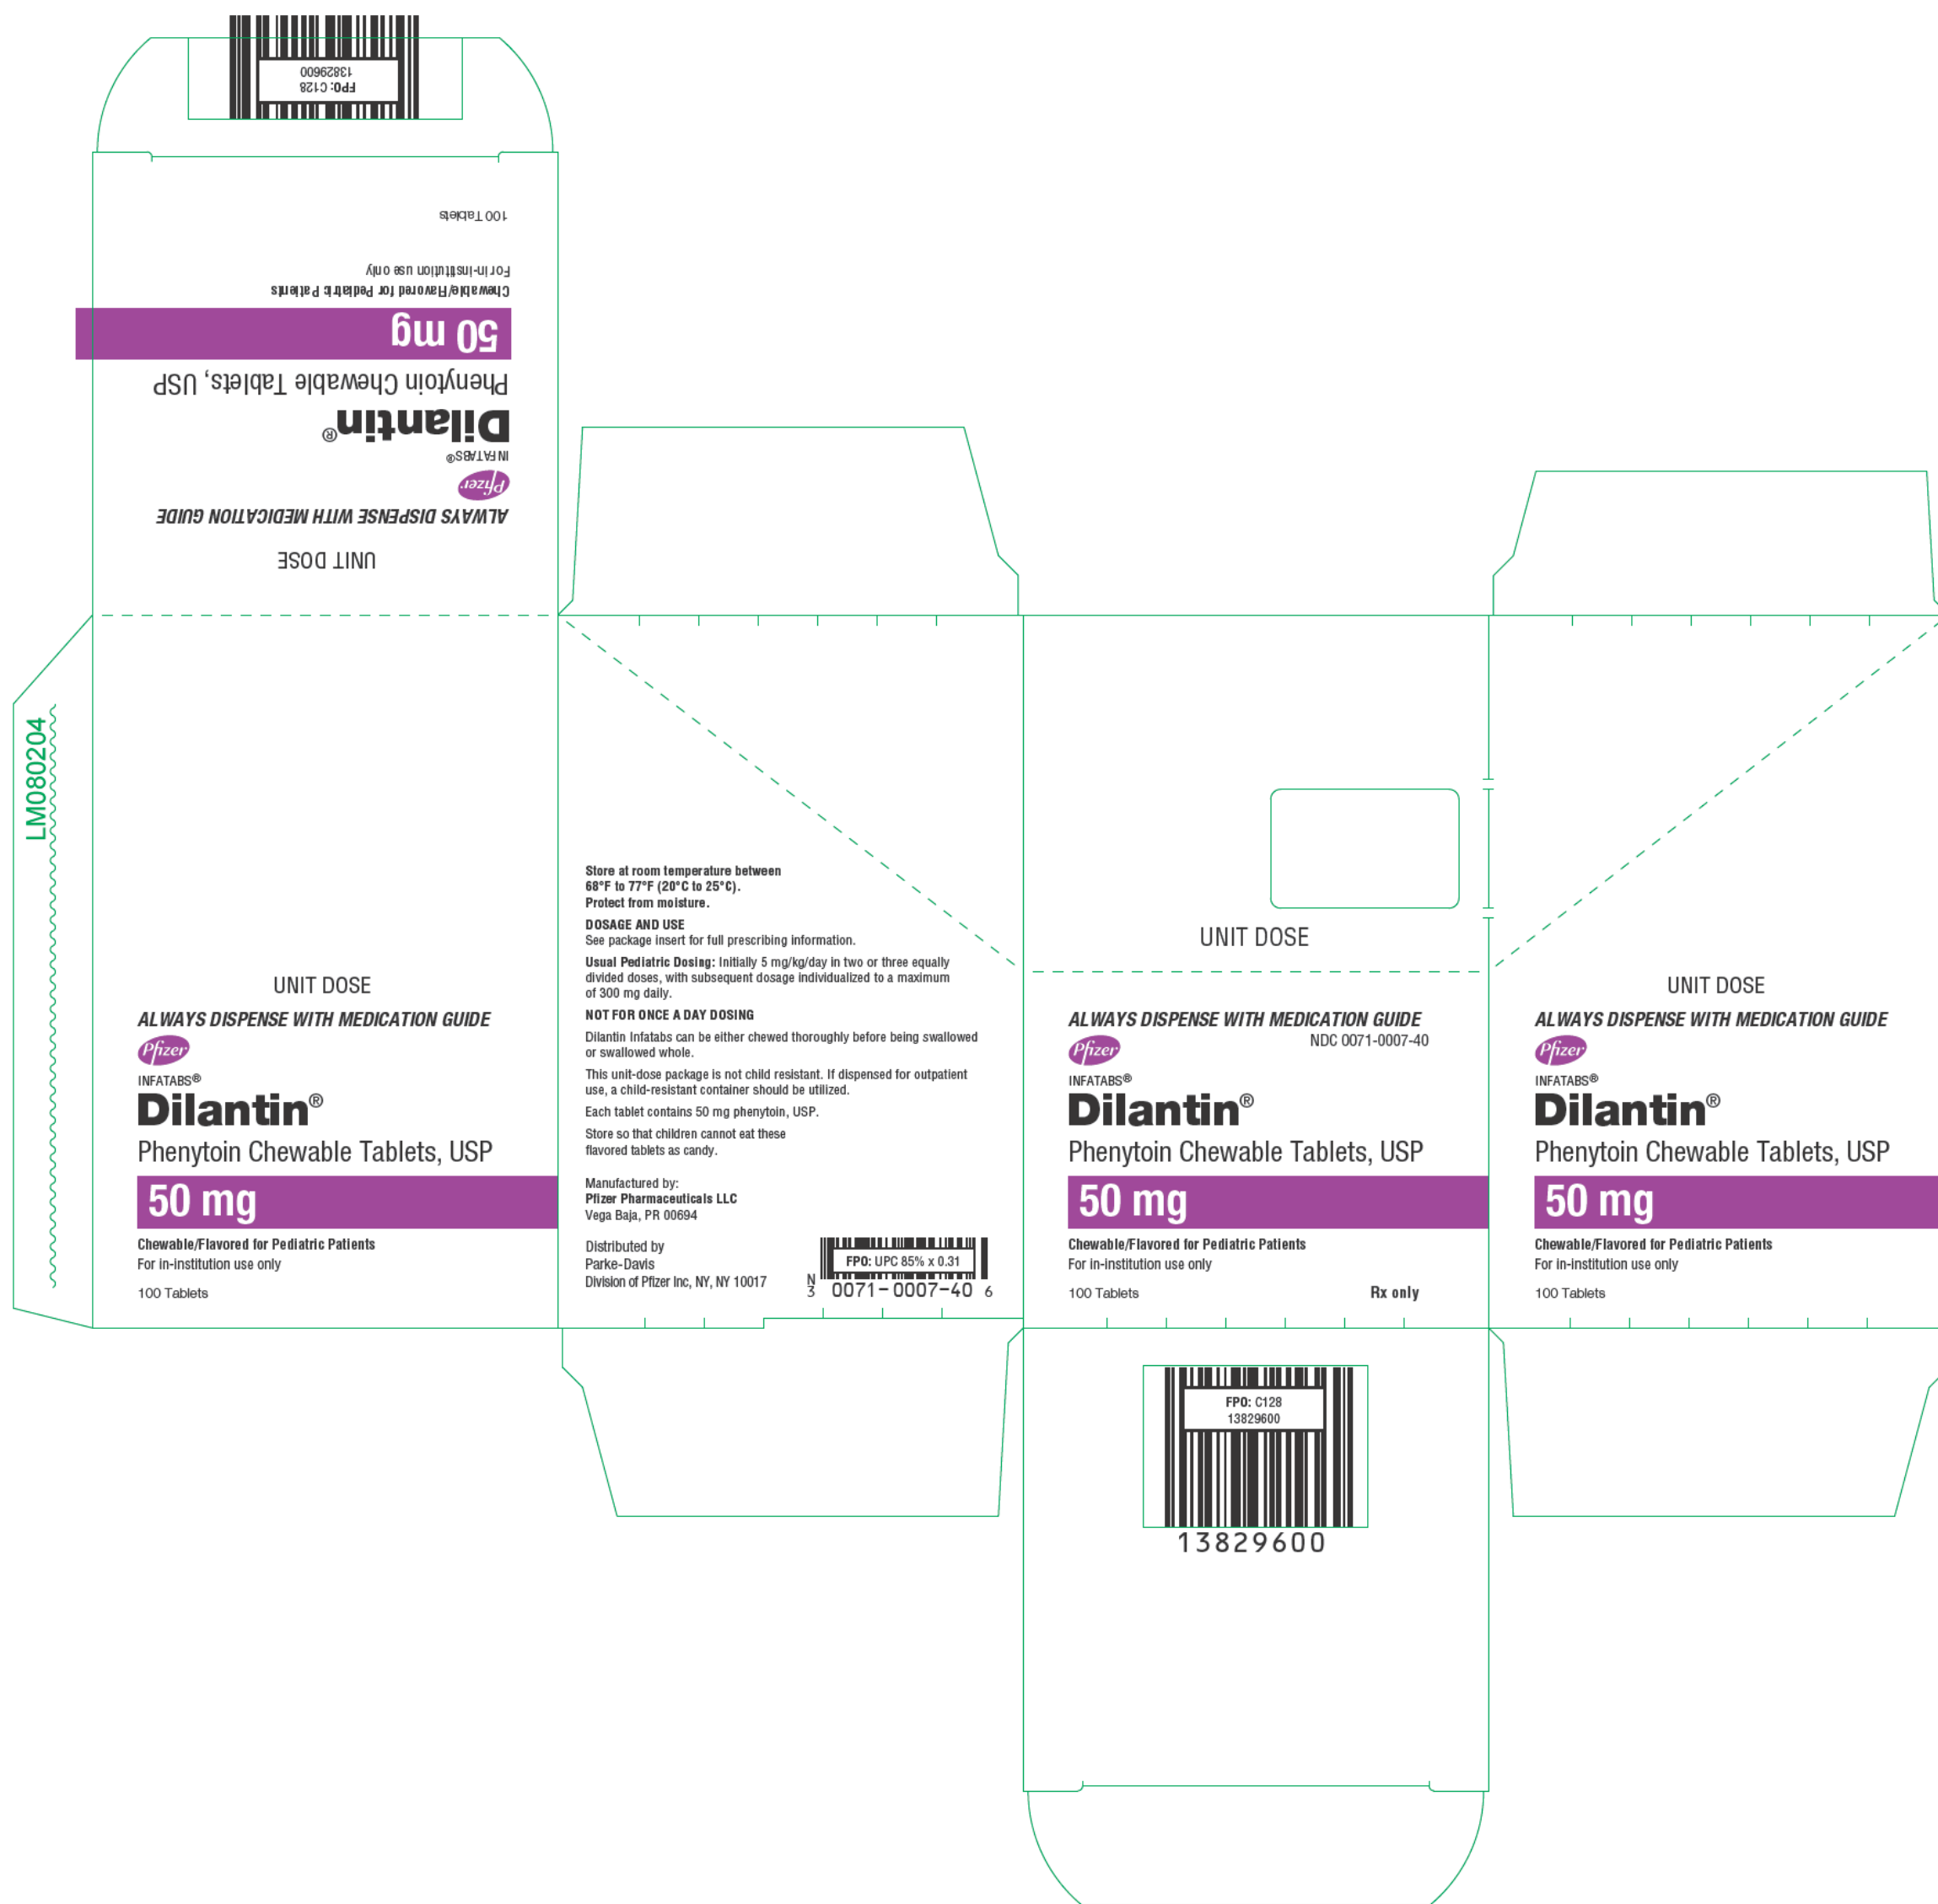 FPO: C128
13829600
100 Tablets
For in-institution use only
Chewable/Flavored for Pediatric Patients
50 mg
Phenytoin Chewable Tablets, USP
Dilantin®
INFATABS®
Pfizer
ALWAYS DISPENSE WITH MEDICATION GUIDE
UNIT DOSE
LM080204
UNIT DOSE
ALWAYS DISPENSE WITH MEDICATION GUIDE
Pfizer
INFATABS®
Dilantin®
Phenytoin Chewable Tablets, USP
50 mg
Chewable/Flavored for Pediatric Patients
For in-institution use only
100 Tablets
Store at room temperature between
68°F to 77°F (20°C to 25°C).
Protect from moisture.
DOSAGE AND USE
See package insert for full prescribing information.
Usual Pediatric Dosing: Initially 5 mg/kg/day in two or three equally
divided doses, with subsequent dosage individualized to a maximum
of 300 mg daily.
NOT FOR ONCE A DAY DOSING
Dilantin Infatabs can be either chewed thoroughly before being swallowed
or swallowed whole.
This unit-dose package is not child resistant. If dispensed for outpatient
use, a child-resistant container should be utilized.
Each tablet contains 50 mg phenytoin, USP.
Store so that children cannot eat these
flavored tablets as candy.
Manufactured by:
Pfizer Pharmaceuticals LLC
Vega Baja, PR 00694
Distributed by
Parke-Davis
Division of Pfizer Inc, NY, NY 10017
FPO: UPC 85% x 0.31
N
3 0071-0007-40 6
UNIT DOSE
ALWAYS DISPENSE WITH MEDICATION GUIDE
Pfizer
NDC 0071-0007-40
INFATABS®
Dilantin®
Phenytoin Chewable Tablets, USP
50 mg
Chewable/Flavored for Pediatric Patients
For in-institution use only
100 Tablets
Rx only
FPO: C128
13829600
13829600
UNIT DOSE
ALWAYS DISPENSE WITH MEDICATION GUIDE
Pfizer
INFATABS®
Dilantin®
Phenytoin Chewable Tablets, USP
50 mg
Chewable/Flavored for Pediatric Patients
For in-institution use only
100 Tablets